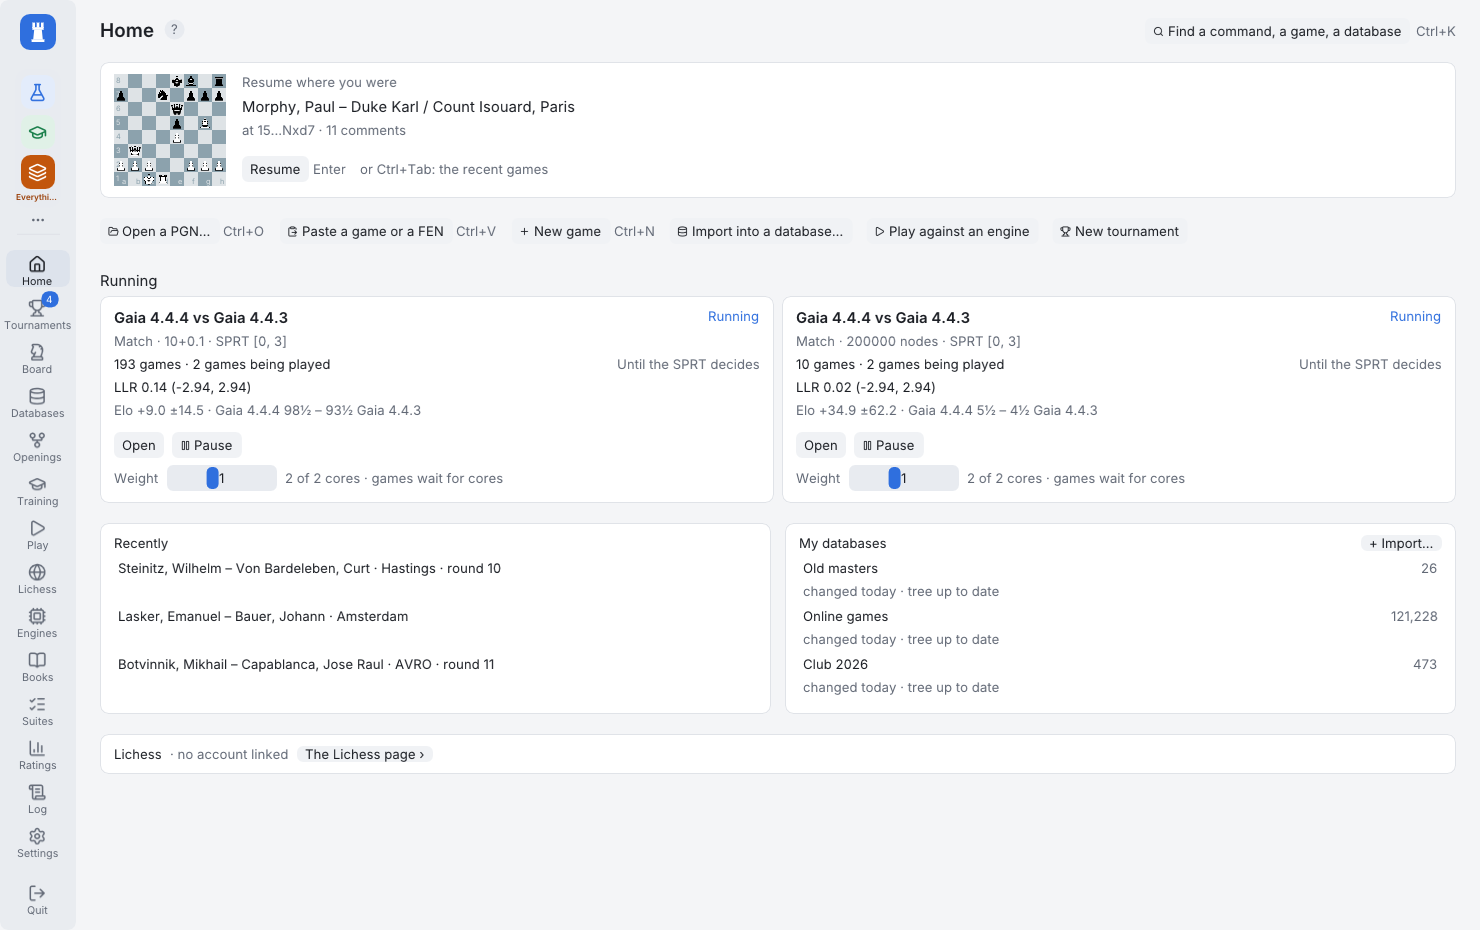 Home ?
Find a command, a game, a database Ctrl+K
Resume where you were
Morphy, Paul – Duke Karl / Count Isouard, Paris
at 15...Nxd7 · 11 comments
Resume Enter or Ctrl+Tab: the recent games
Everythi...
Open a PGN... Ctrl+O Paste a game or a FEN Ctrl+V + New game Ctrl+N Import into a database... Play against an engine New tournament
Home
4
Tournaments
Board
Databases
Openings
Training
Play
Lichess
Engines
Books
Suites
Ratings
Log
Settings
Quit
Running
Gaia 4.4.4 vs Gaia 4.4.3 Running
Match · 10+0.1 · SPRT [0, 3]
193 games · 2 games being played Until the SPRT decides
LLR 0.14 (-2.94, 2.94)
Elo +9.0 ±14.5 · Gaia 4.4.4 98½ – 93½ Gaia 4.4.3
Open Pause
Weight 1 2 of 2 cores · games wait for cores
Gaia 4.4.4 vs Gaia 4.4.3 Running
Match · 200000 nodes · SPRT [0, 3]
10 games · 2 games being played Until the SPRT decides
LLR 0.02 (-2.94, 2.94)
Elo +34.9 ±62.2 · Gaia 4.4.4 5½ – 4½ Gaia 4.4.3
Open Pause
Weight 1 2 of 2 cores · games wait for cores
Recently
Steinitz, Wilhelm – Von Bardeleben, Curt · Hastings · round 10
Lasker, Emanuel – Bauer, Johann · Amsterdam
Botvinnik, Mikhail – Capablanca, Jose Raul · AVRO · round 11
My databases + Import...
Old masters 26
changed today · tree up to date
Online games 121,228
changed today · tree up to date
Club 2026 473
changed today · tree up to date
Lichess · no account linked The Lichess page ›